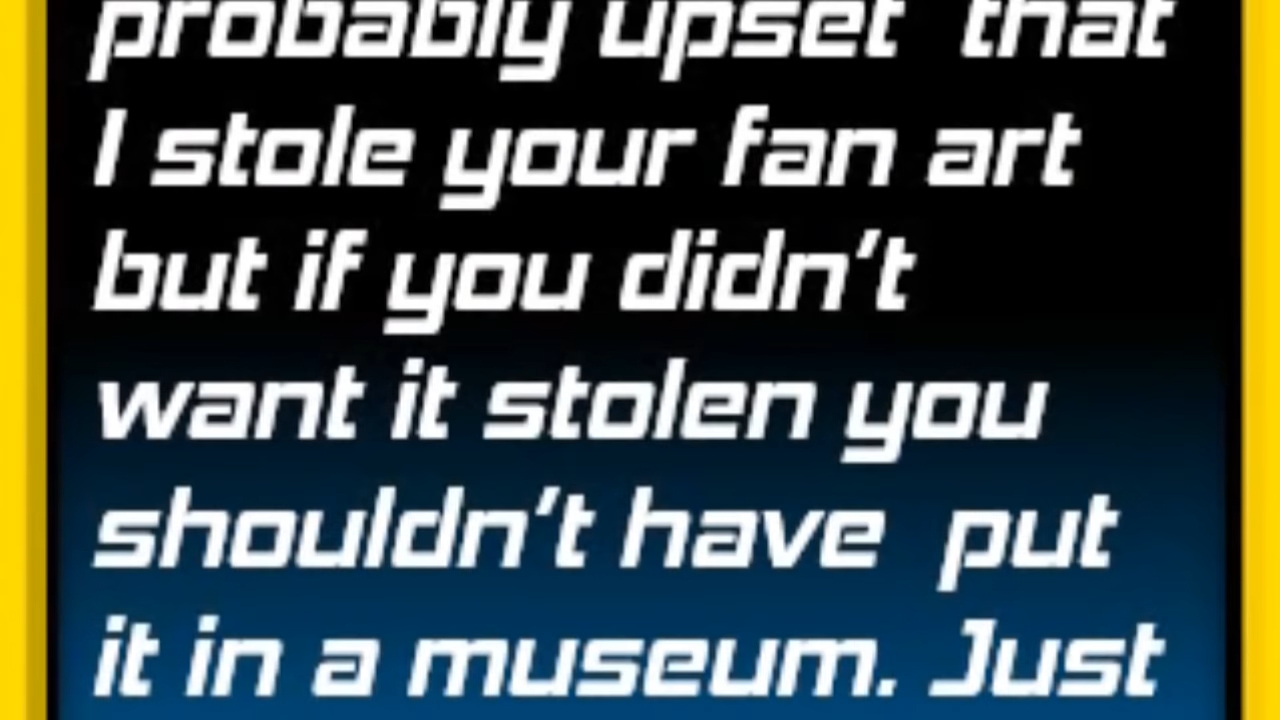 probably upset  that
I stole your fan art
but if you didn’t
want it stolen you
shouldn’t have  put
it in a museum. Just